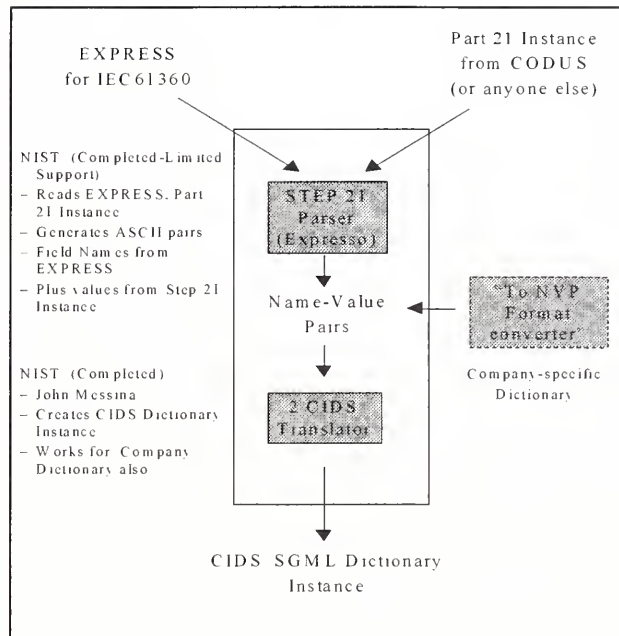 EXPRESS
for IEC61360
Part 21 Instance
from CODUS
(or anyone else)
NIST (Completed-Limited
Support)
– Reads EXPRESS, Part
21 Instance
– Generates ASCII pairs
– Field Names from
EXPRESS
– Plus values from Step 21
Instance
STEP 21
Parser
(Expresso)
Name-Value
Pairs
"To NVP
Format
converter"
Company-specific
Dictionary
NIST (Completed)
– John Messina
– Creates CIDS Dictionary
Instance
– Works for Company
Dictionary also
2 CIDS
Translator
CIDS SGML Dictionary
Instance